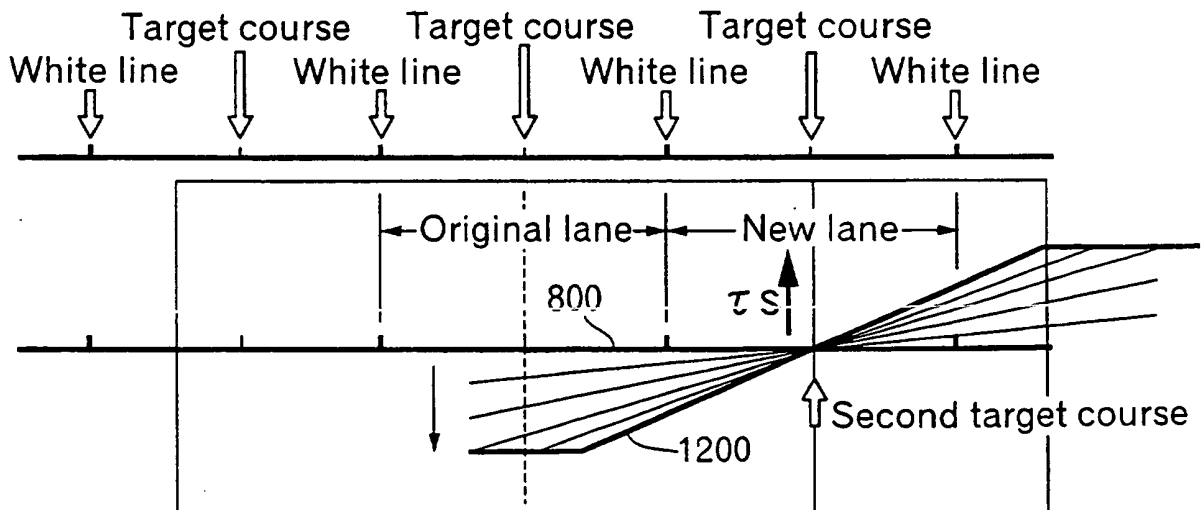 Target course Target course Target course
White line White line White line White line
Original lane New lane
800 τs
Second target course
1200